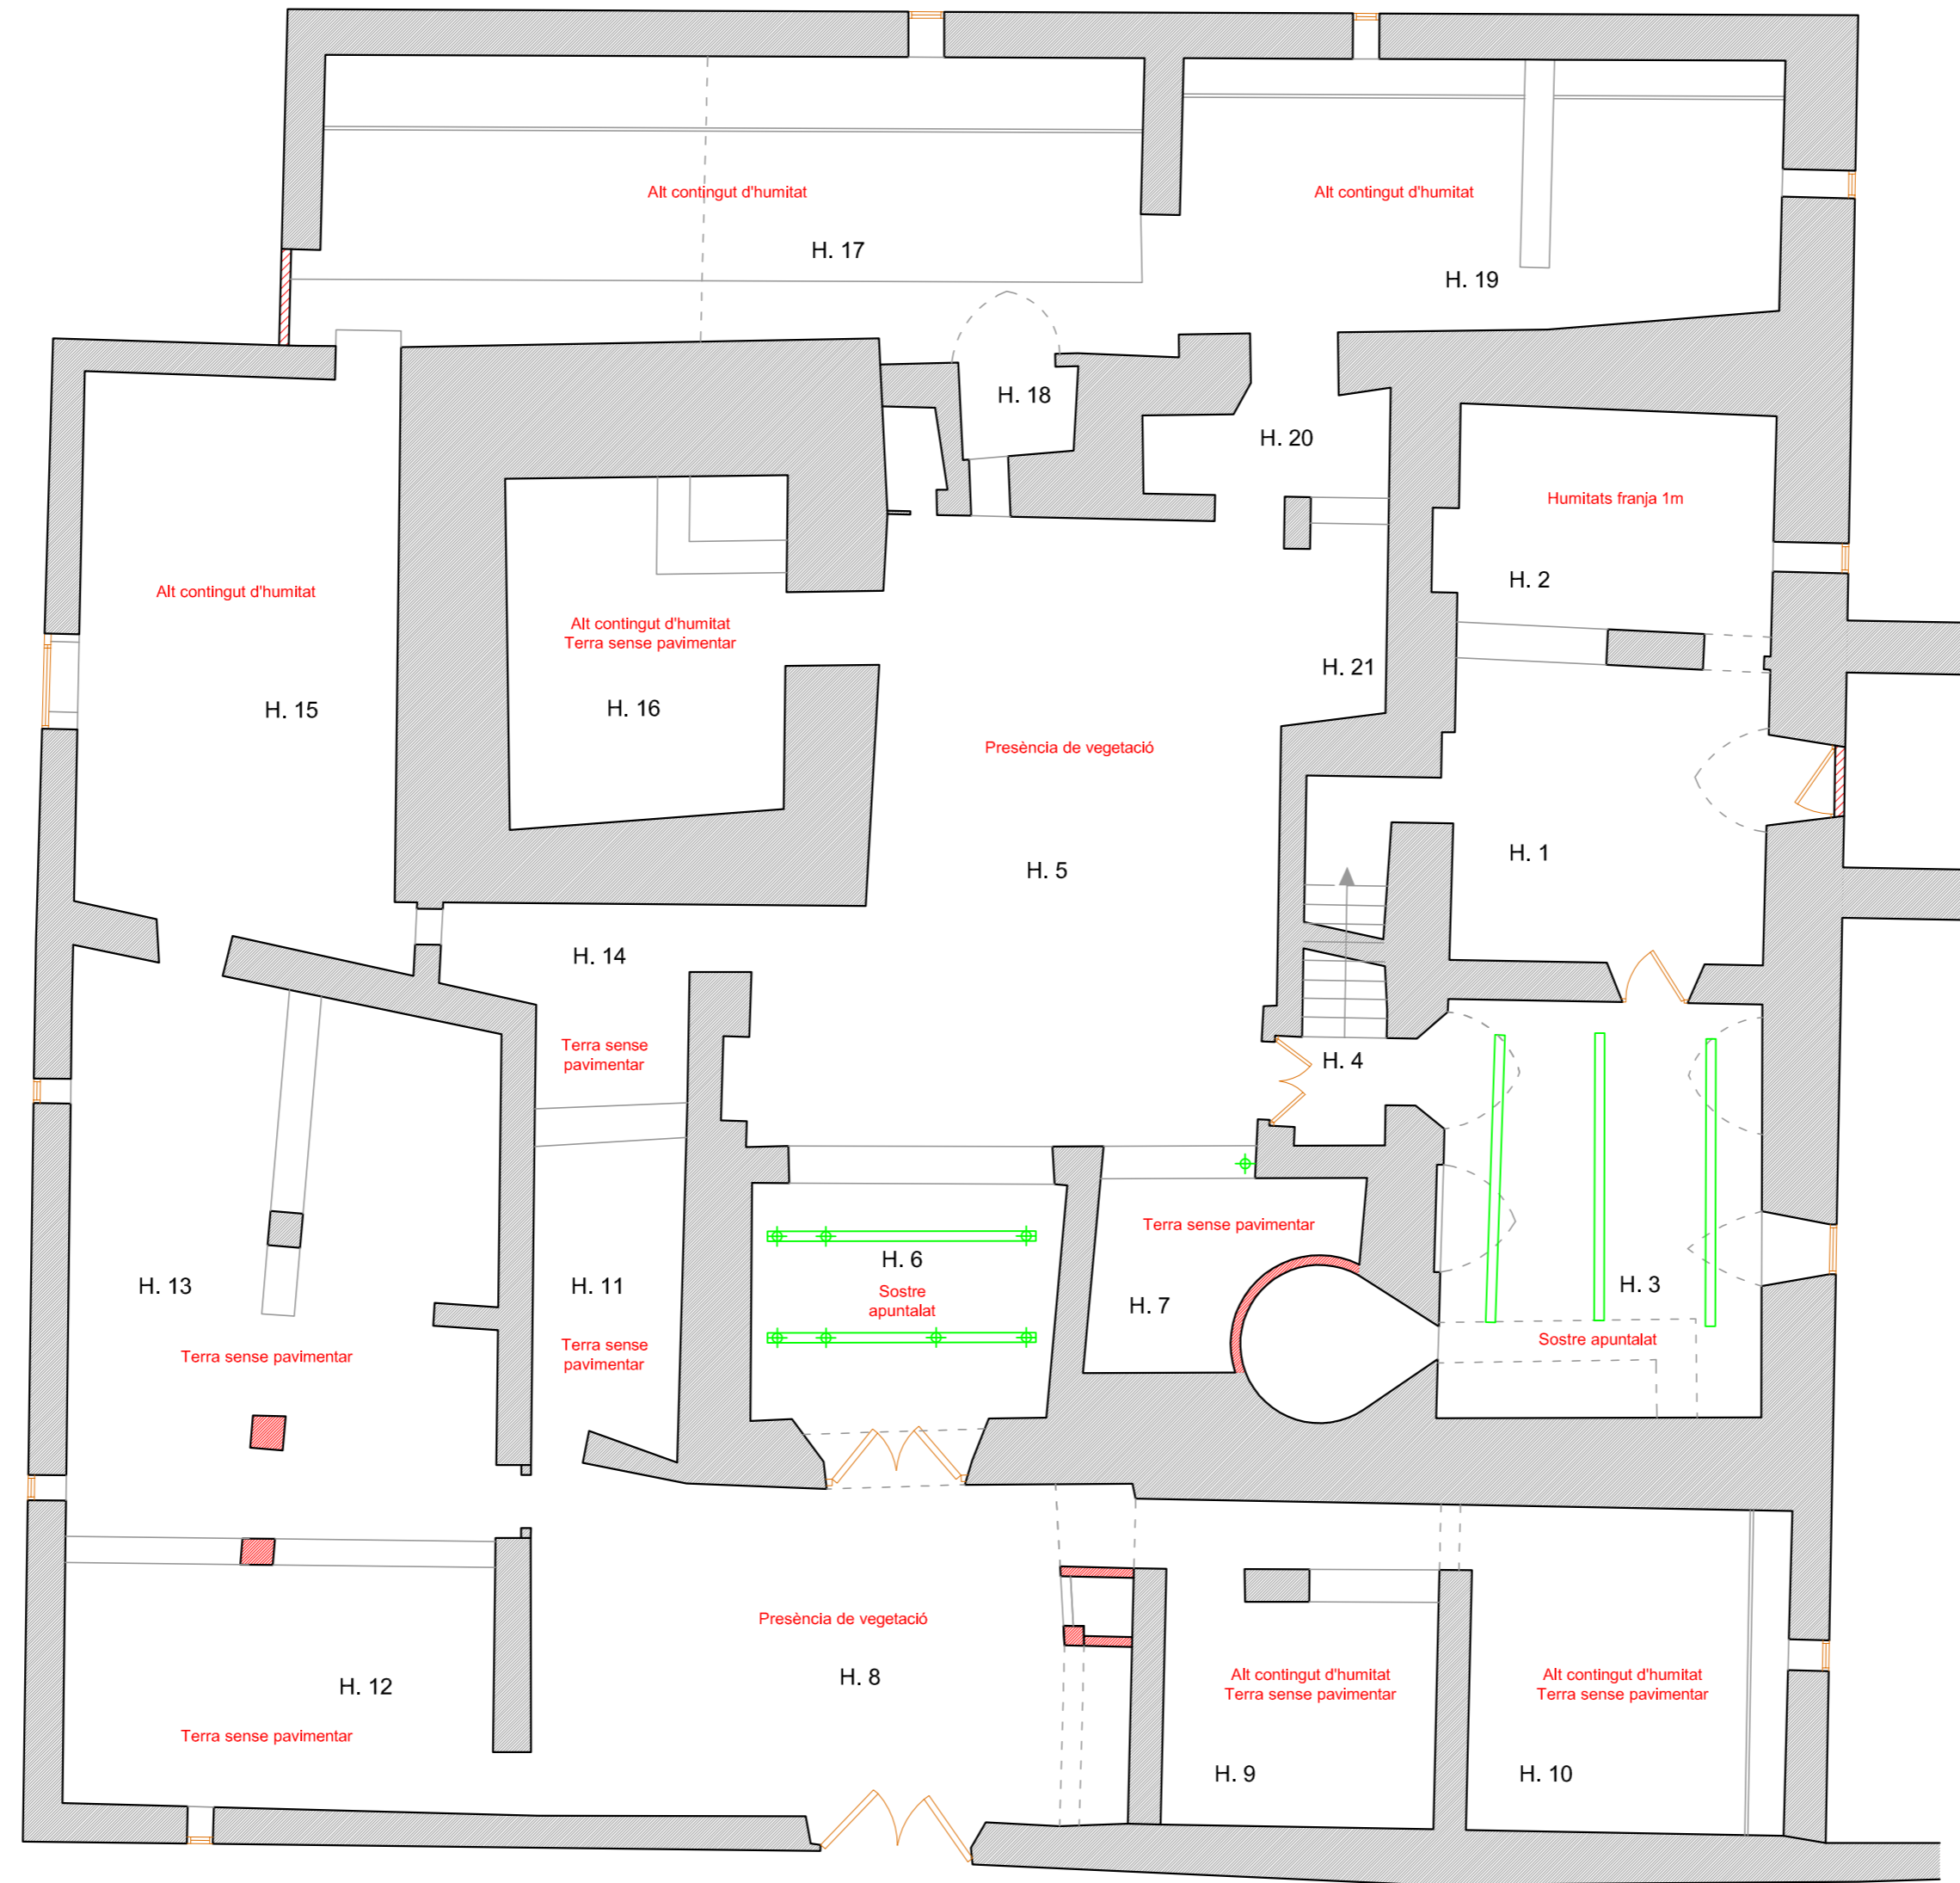 Alt contingut d'humitat
H. 17
Alt contingut d'humitat
H. 19
H. 18
H. 20
Humitats franja 1m
H. 2
Alt contingut d'humitat
H. 15
Alt contingut d'humitat
Terra sense pavimentar
H. 16
H. 21
Presència de vegetació
H. 5
H. 1
H. 14
Terra sense
pavimentar
H. 4
H. 13
Terra sense pavimentar
H. 11
Terra sense
pavimentar
H. 6
Sostre
apuntalat
Terra sense pavimentar
H. 7
H. 3
Sostre apuntalat
H. 12
Terra sense pavimentar
Presència de vegetació
H. 8
Alt contingut d'humitat
Terra sense pavimentar
H. 9
Alt contingut d'humitat
Terra sense pavimentar
H. 10